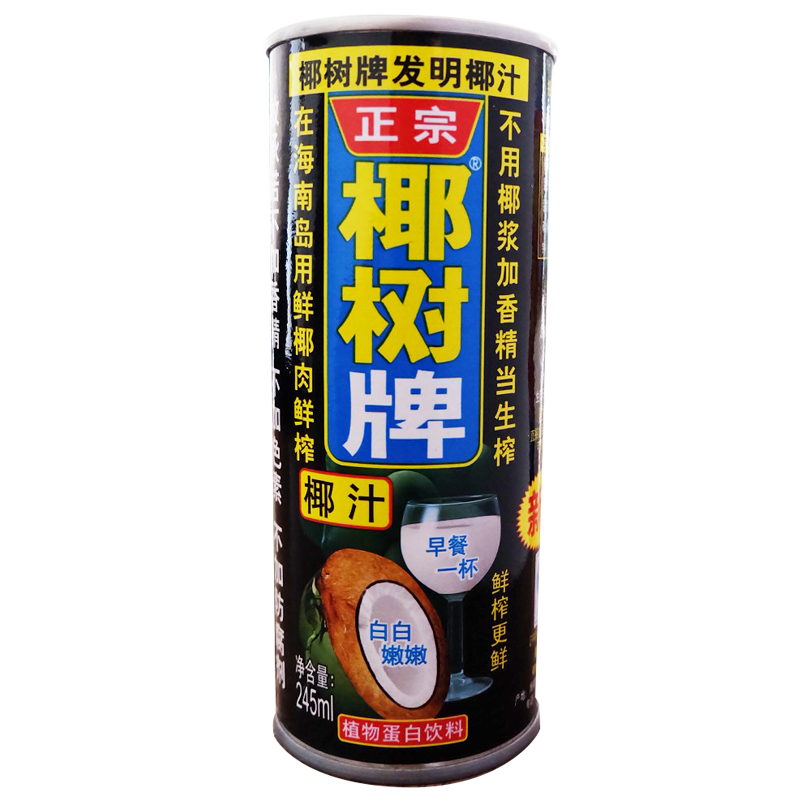 椰树牌发明椰汁
正宗
椰树牌
®
在海南岛用鲜椰肉鲜榨
不用椰浆加香精当生榨
椰汁
早餐
一杯
白白
嫩嫩
鲜榨更鲜
净含量:
245ml
植物蛋白饮料
不加香精 不加色素 不加防腐剂
新